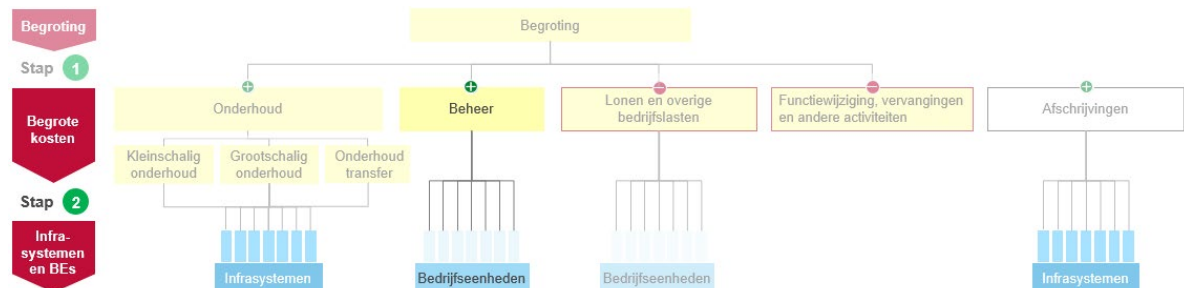 Begroting
Begroting
Stap 1
Begrote
kosten
Onderhoud
Beheer
Lonen en overige
bedrijfslasten
Functiewijziging, vervangingen
en andere activiteiten
Afschrijvingen
Kleinschalig
onderhoud
Grootschalig
onderhoud
Onderhoud
transfer
Stap 2
Infra-
systemen
en BEs
Infrasystemen
Bedrijfseenheden
Bedrijfseenheden
Infrasystemen